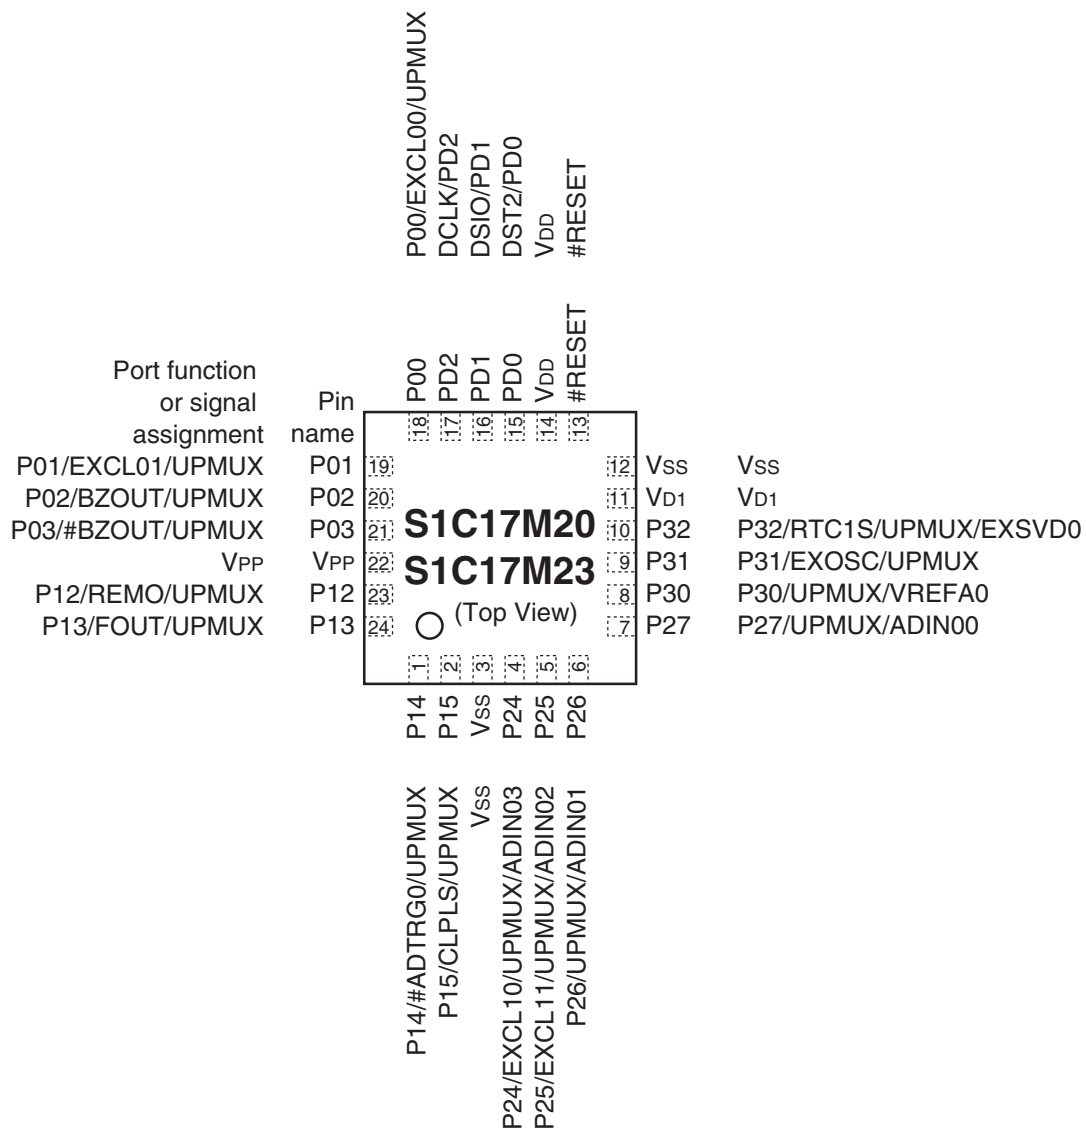 P00/EXCL00/UPMUX
DCLK/PD2
DSIO/PD1
DST2/PD0
VDD
#RESET
P00
PD2
PD1
PD0
VDD
#RESET
Port function
or signal
assignment
Pin
name
18
17
16
15
14
13
P01/EXCL01/UPMUX P01 19
P02/BZOUT/UPMUX P02 20
P03/#BZOUT/UPMUX P03 21
VPP VPP 22
P12/REMO/UPMUX P12 23
P13/FOUT/UPMUX P13 24
S1C17M20
S1C17M23
(Top View)
12 VSS VSS
11 VD1 VD1
10 P32 P32/RTC1S/UPMUX/EXSVD0
9 P31 P31/EXOSC/UPMUX
8 P30 P30/UPMUX/VREFA0
7 P27 P27/UPMUX/ADIN00
1
2
3
4
5
6
P14
P15
VSS
P24
P25
P26
P14/#ADTRG0/UPMUX
P15/CLPLS/UPMUX
VSS
P24/EXCL10/UPMUX/ADIN03
P25/EXCL11/UPMUX/ADIN02
P26/UPMUX/ADIN01